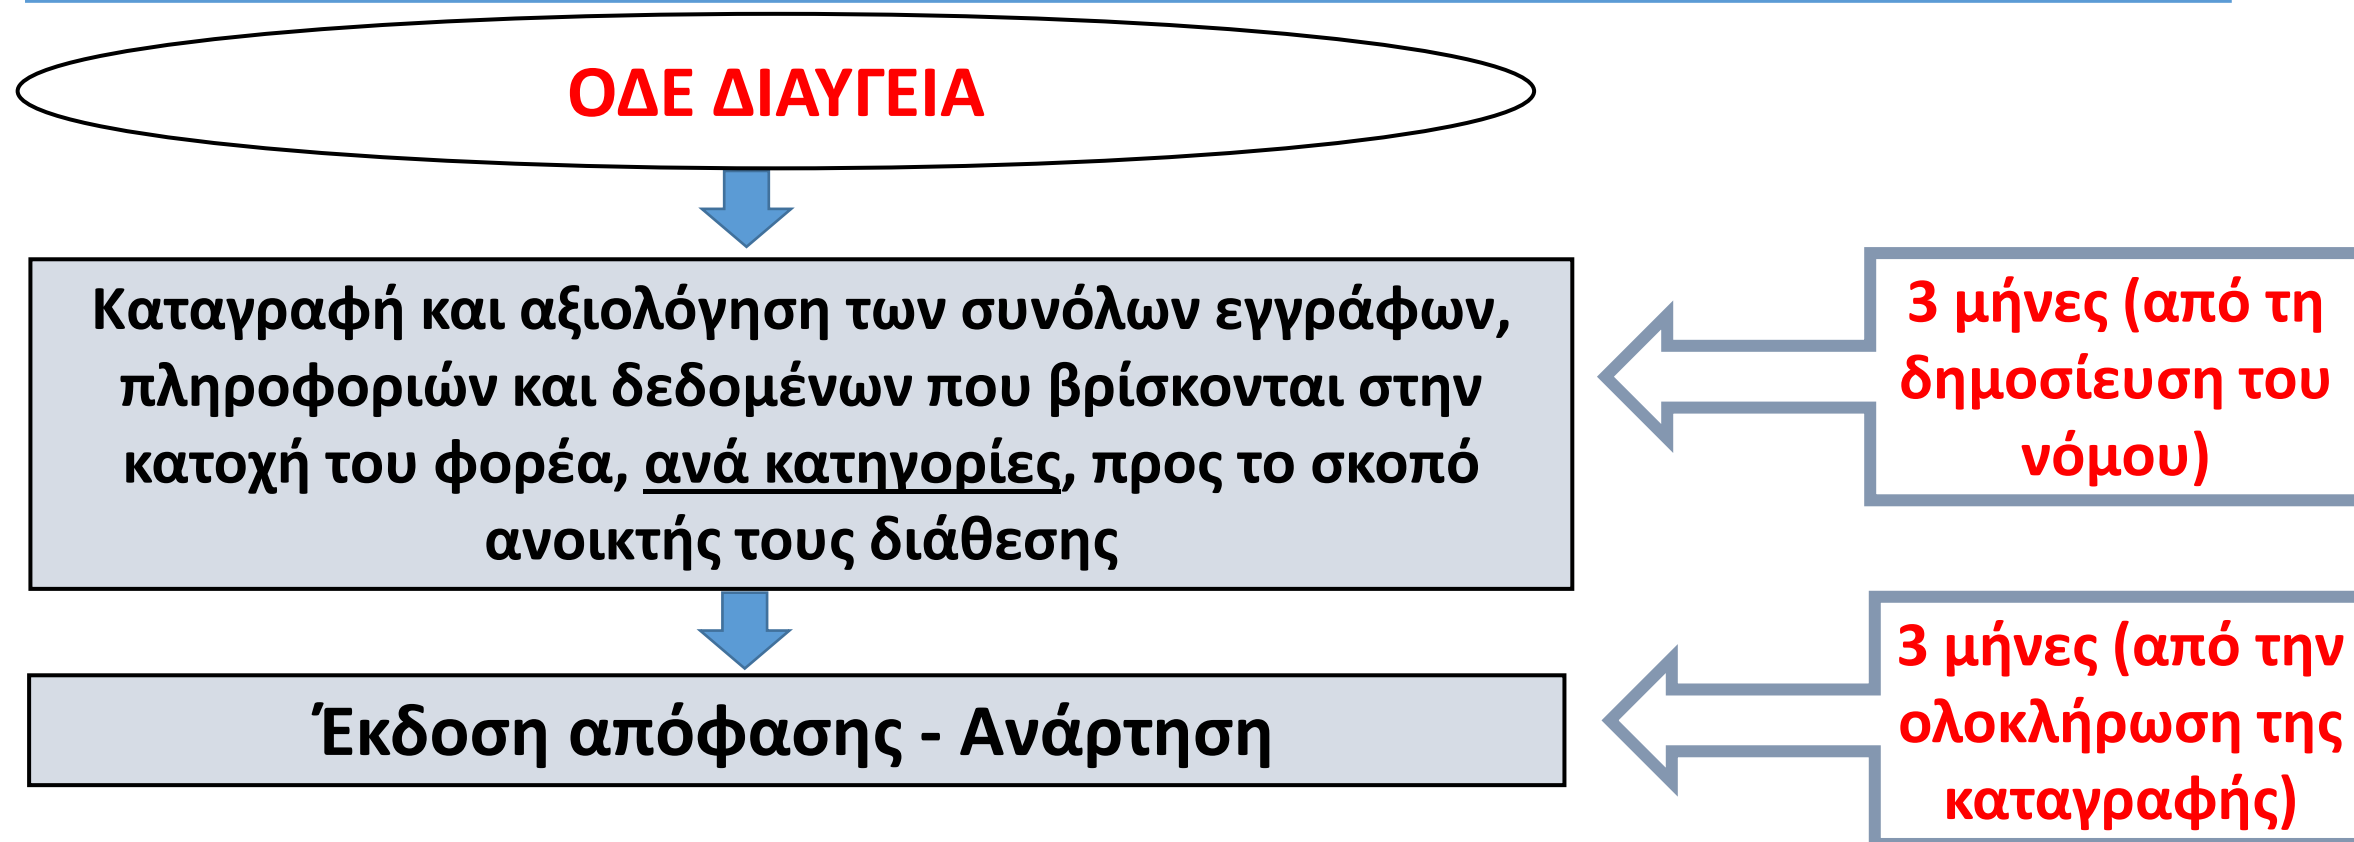 ΟΔΕ ΔΙΑΥΓΕΙΑ
Καταγραφή και αξιολόγηση των συνόλων εγγράφων,
πληροφοριών και δεδομένων που βρίσκονται στην
κατοχή του φορέα, ανά κατηγορίες, προς το σκοπό
ανοικτής τους διάθεσης
3 μήνες (από τη
δημοσίευση του
νόμου)
Έκδοση απόφασης - Ανάρτηση
3 μήνες (από την
ολοκλήρωση της
καταγραφής)